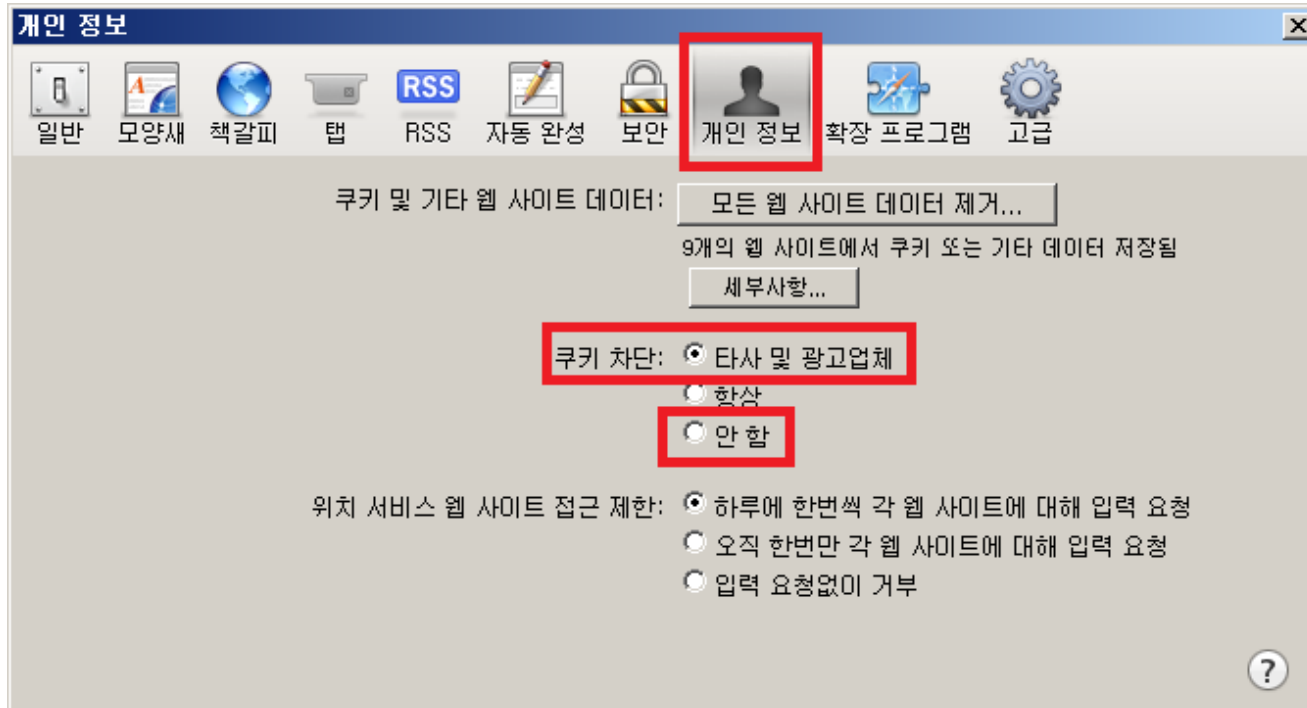 개인 정보
RSS
일반 모양새 책갈피 탭 RSS 자동 완성 보안 개인 정보 확장 프로그램 고급
쿠키 및 기타 웹 사이트 데이터: 모든 웹 사이트 데이터 제거...
9개의 웹 사이트에서 쿠키 또는 기타 데이터 저장됨
세부사항...
쿠키 차단: 타사 및 광고업체
항상
안 함
위치 서비스 웹 사이트 접근 제한: 하루에 한번씩 각 웹 사이트에 대해 입력 요청
오직 한번만 각 웹 사이트에 대해 입력 요청
입력 요청없이 거부
?